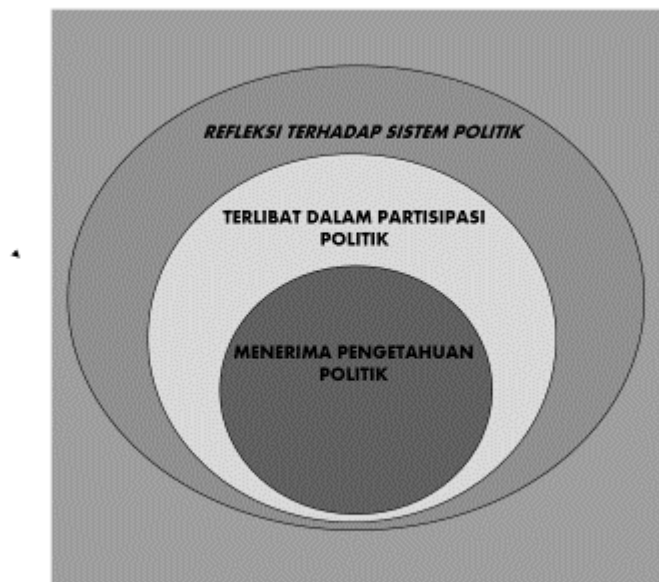 REFLEKSI TERHADAP SISTEM POLITIK
TERLIBAT DALAM PARTISIPASI
POLITIK
MENERIMA PENGETAHUAN
POLITIK